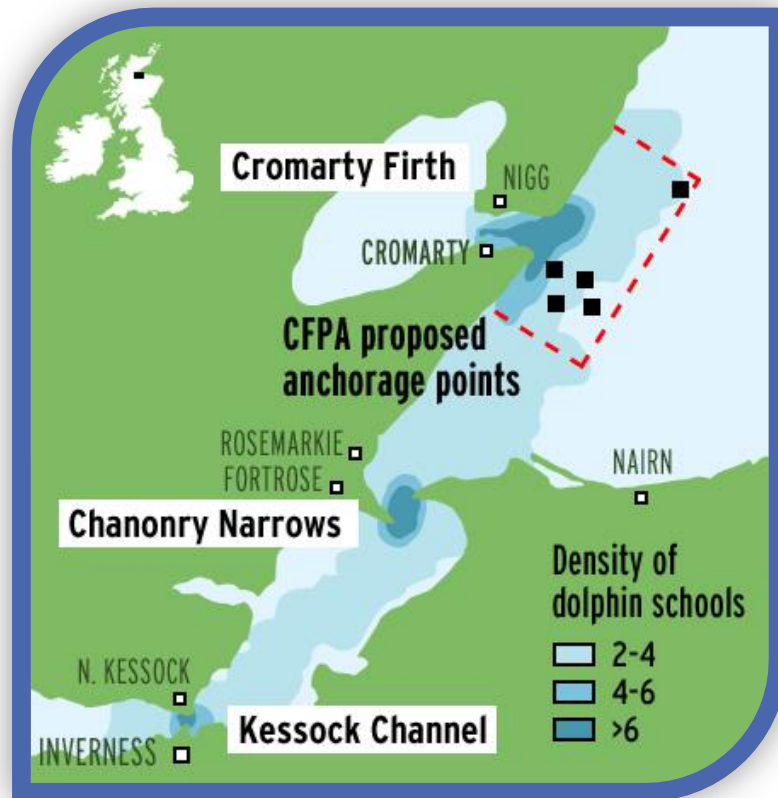 Cromarty Firth
NIGG
CROMARTY
CFPA proposed
anchorage points
ROSEMARKIE
FORTROSE
NAIRN
Chanonry Narrows
Density of
dolphin schools
2-4
4-6
>6
N. KESSOCK
Kessock Channel
INVERNESS